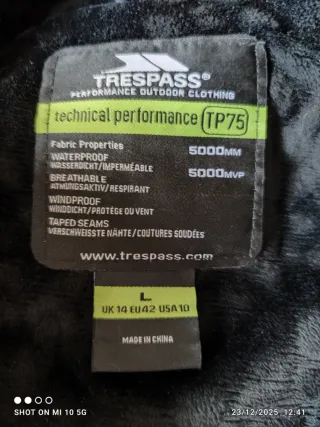 TRESPASS®
PERFORMANCE OUTDOOR CLOTHING
technical performance TP75
Fabric Properties
WATERPROOF 5000MM
WASSERDICHT/IMPERMÉABLE
BREATHABLE 5000MVP
ATMUNGSAKTIV/RESPIRANT
WINDPROOF
WINDDICHT/PROTÉGE DU VENT
TAPED SEAMS
VERSCHWEISSTE NÄHTE/COUTURES SOUDÉES
www.trespass.com
L
UK 14 EU 42 USA 10
MADE IN CHINA
SHOT ON MI 10 5G
23/12/2025 12:41